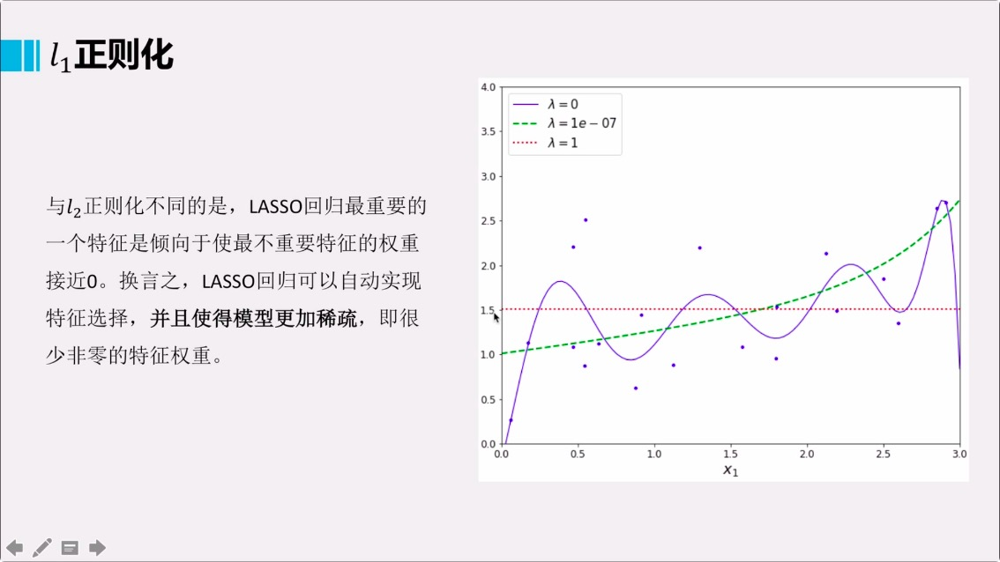 l₁正则化
与l₂正则化不同的是，LASSO回归最重要的
一个特征是倾向于使最不重要特征的权重
接近0。换言之，LASSO回归可以自动实现
特征选择，并且使得模型更加稀疏，即很
少非零的特征权重。
4.0
3.5
3.0
2.5
2.0
1.5
1.0
0.5
0.0
λ = 0
λ = 1e − 07
λ = 1
0.0 0.5 1.0 1.5 2.0 2.5 3.0
x₁